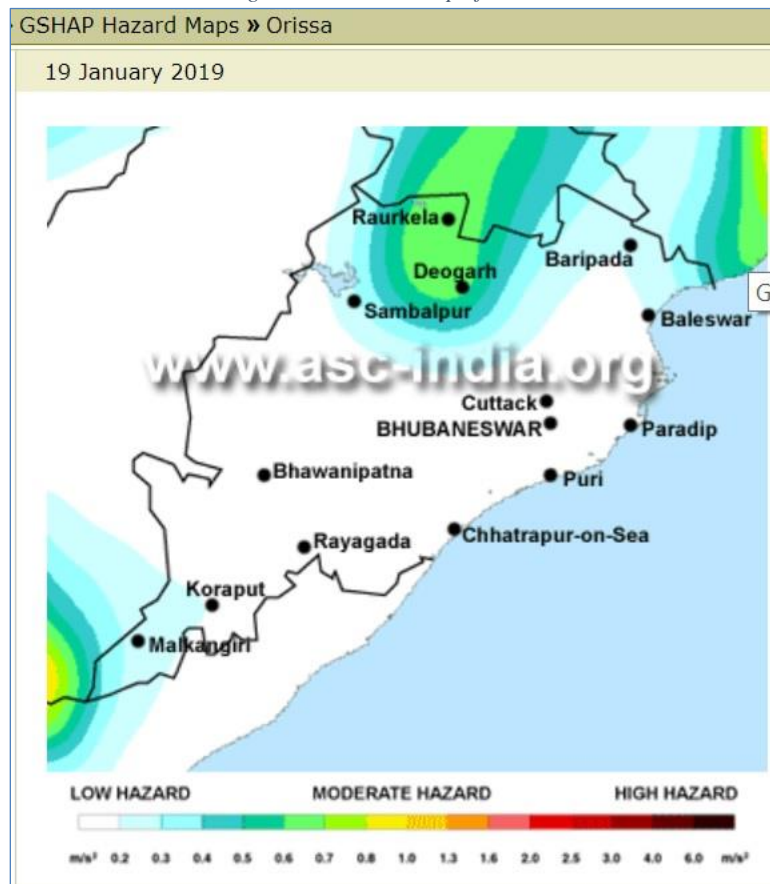 GSHAP Hazard Maps » Orissa
19 January 2019
Raurkela
Baripada
Deogarh
G
Sambalpur
Baleswar
www.asc-india.org
Cuttack
BHUBANESWAR
Paradip
Bhawanipatna
Puri
Chhatrapur-on-Sea
Rayagada
Koraput
Malkangiri
LOW HAZARD MODERATE HAZARD HIGH HAZARD
m/s² 0.2 0.3 0.4 0.5 0.6 0.7 0.8 1.0 1.3 1.6 2.0 2.5 3.0 4.0 6.0 m/s²